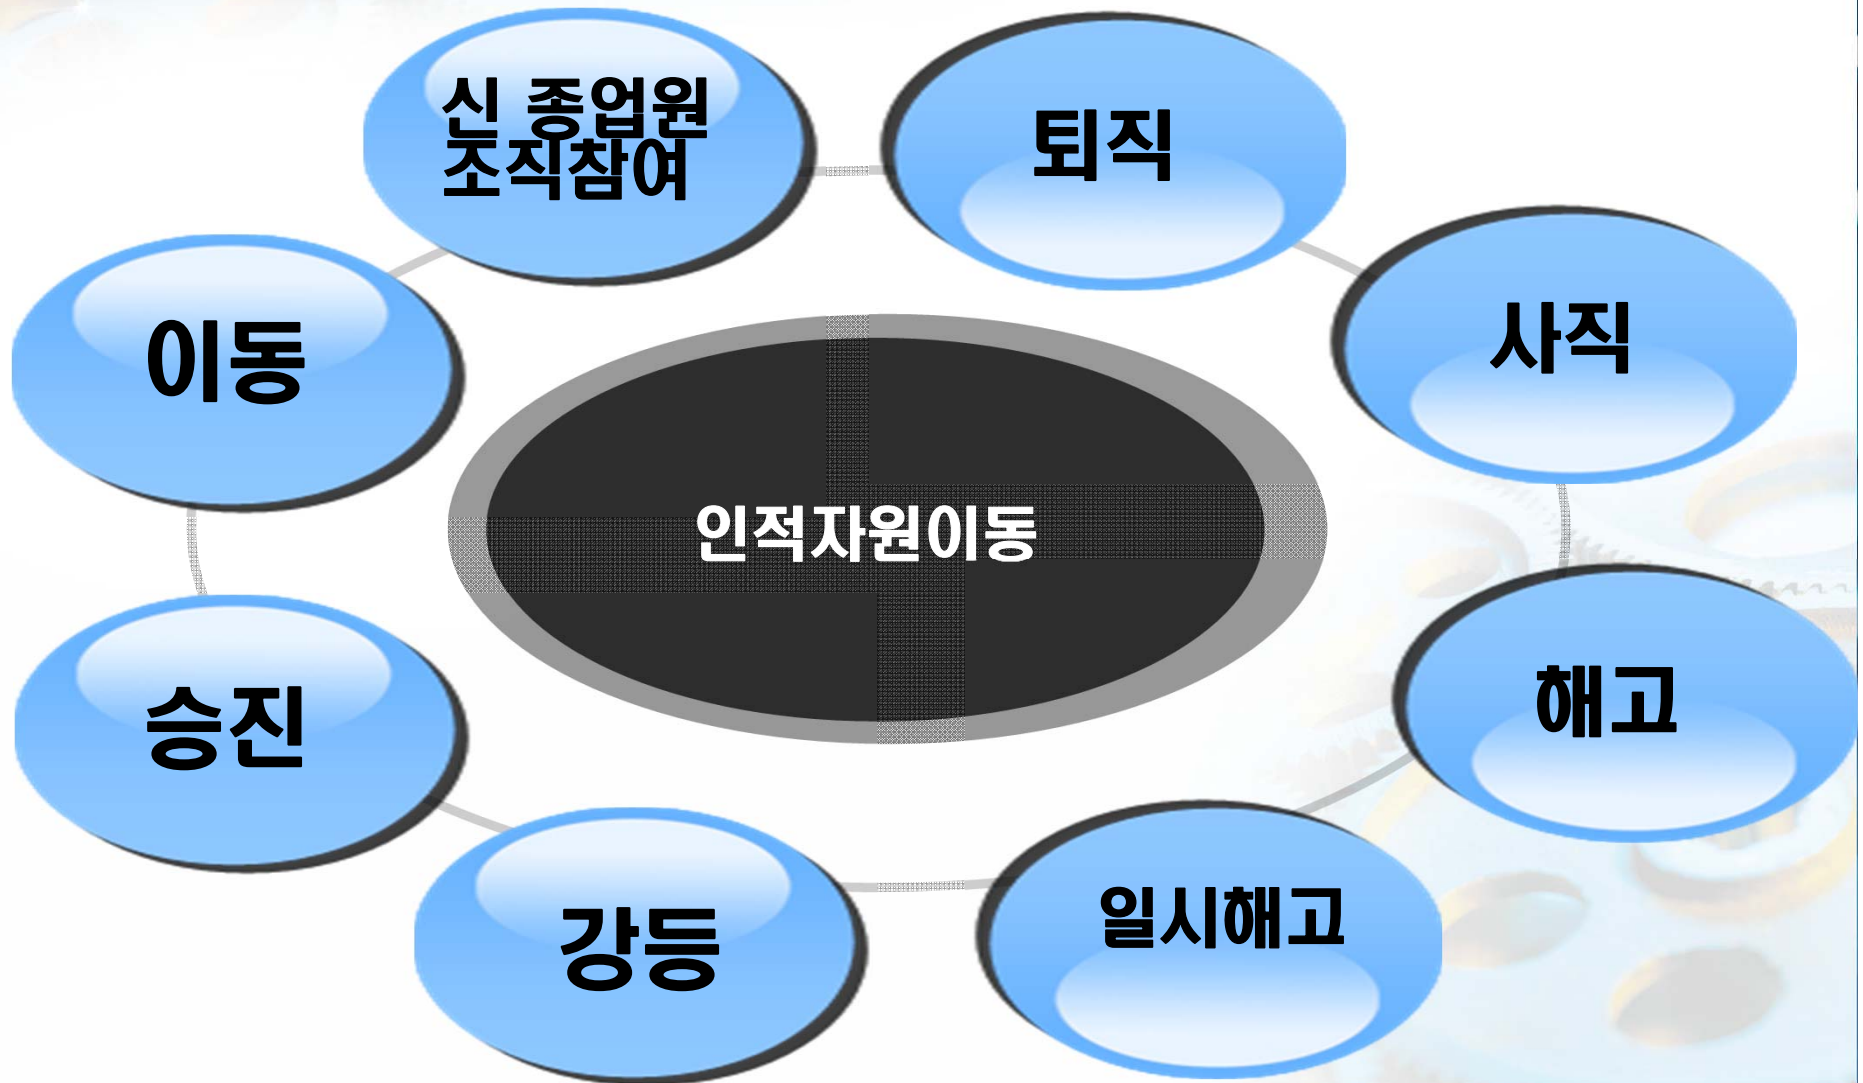 신 종업원
조직참여
퇴직
이동
사직
인적자원이동
승진
해고
강등
일시해고